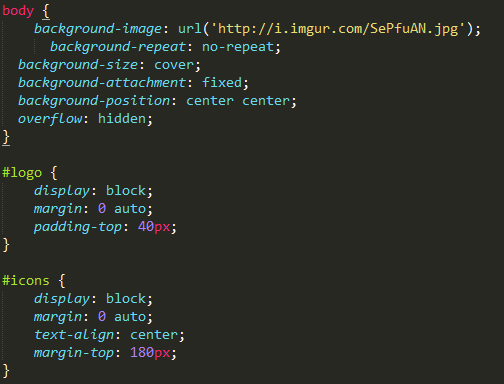 body {
background-image: url('http://i.imgur.com/SePfuAN.jpg');
background-repeat: no-repeat;
background-size: cover;
background-attachment: fixed;
background-position: center center;
overflow: hidden;
}
#logo {
display: block;
margin: 0 auto;
padding-top: 40px;
}
#icons {
display: block;
margin: 0 auto;
text-align: center;
margin-top: 180px;
}